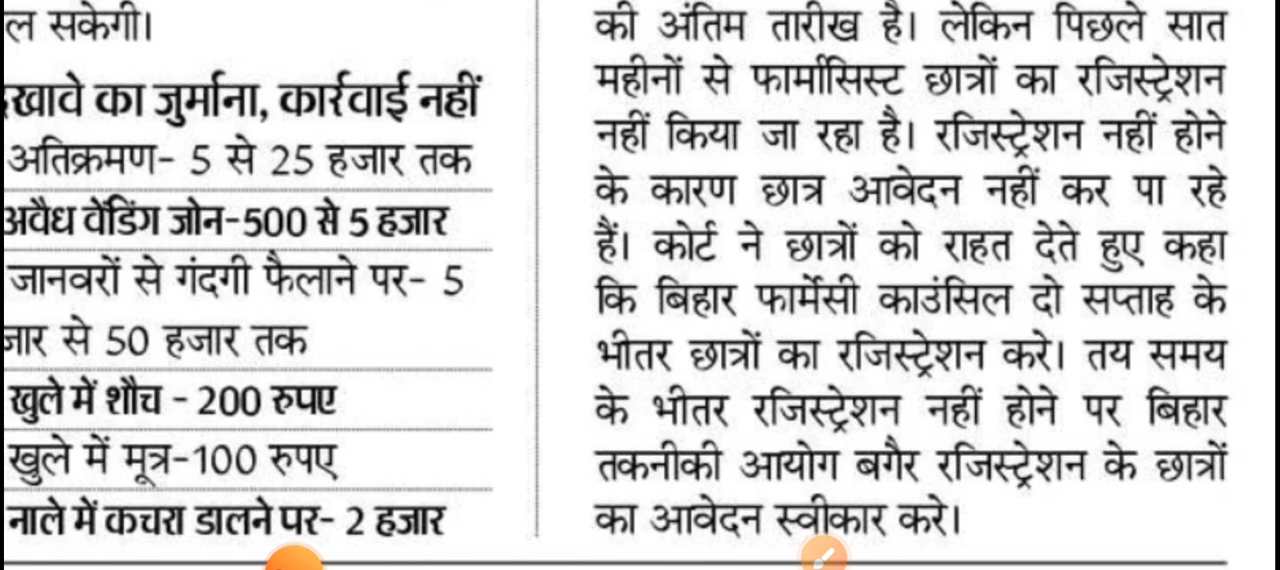 ल सकेगी।
खावे का जुर्माना, कार्रवाई नहीं
अतिक्रमण- 5 से 25 हजार तक
अवैध वेंडिंग जोन-500 से 5 हजार
जानवरों से गंदगी फैलाने पर- 5
जार से 50 हजार तक
खुले में शौच - 200 रुपए
खुले में मूत्र-100 रुपए
नाले में कचरा डालने पर- 2 हजार
की अंतिम तारीख है। लेकिन पिछले सात
महीनों से फार्मासिस्ट छात्रों का रजिस्ट्रेशन
नहीं किया जा रहा है। रजिस्ट्रेशन नहीं होने
के कारण छात्र आवेदन नहीं कर पा रहे
हैं। कोर्ट ने छात्रों को राहत देते हुए कहा
कि बिहार फार्मेसी काउंसिल दो सप्ताह के
भीतर छात्रों का रजिस्ट्रेशन करे। तय समय
के भीतर रजिस्ट्रेशन नहीं होने पर बिहार
तकनीकी आयोग बगैर रजिस्ट्रेशन के छात्रों
का आवेदन स्वीकार करे।